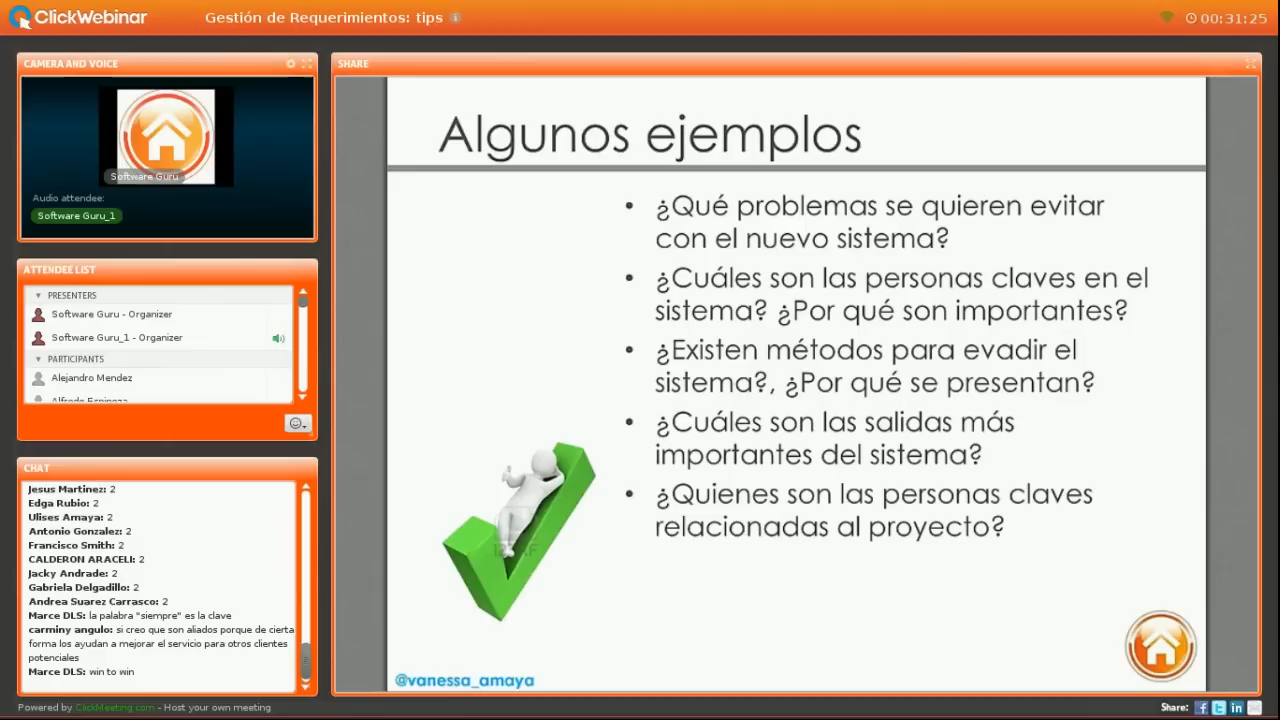 ClickWebinar
Gestión de Requerimientos: tips
00:31:25
CAMERA AND VOICE
Software Guru
Audio attendee:
Software Guru_1
ATTENDEE LIST
PRESENTERS
Software Guru - Organizer
Software Guru_1 - Organizer
PARTICIPANTS
Alejandro Mendez
Alfredo Espinoza
CHAT
Jesus Martinez: 2
Edga Rubio: 2
Ulises Amaya: 2
Antonio Gonzalez: 2
Francisco Smith: 2
CALDERON ARACELI: 2
Jacky Andrade: 2
Gabriela Delgadillo: 2
Andrea Suarez Carrasco: 2
Marce DLS: la palabra "siempre" es la clave
carminy angulo: si creo que son aliados porque de cierta
forma los ayudan a mejorar el servicio para otros clientes
potenciales
Marce DLS: win to win
SHARE
Algunos ejemplos
• ¿Qué problemas se quieren evitar
con el nuevo sistema?
• ¿Cuáles son las personas claves en el
sistema? ¿Por qué son importantes?
• ¿Existen métodos para evadir el
sistema?, ¿Por qué se presentan?
• ¿Cuáles son las salidas más
importantes del sistema?
• ¿Quienes son las personas claves
relacionadas al proyecto?
@vanessa_amaya
Powered by ClickMeeting.com - Host your own meeting
Share: